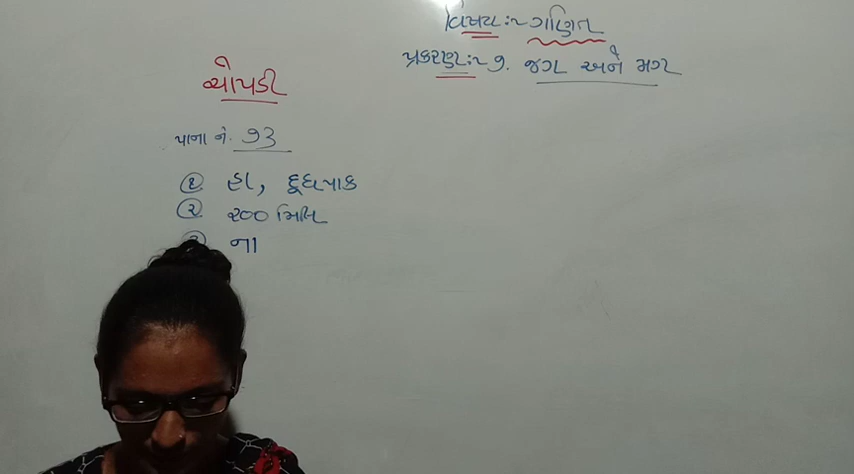 વિષય :~ ગણિત
પ્રકરણ :~ ૭. જગ અને મગ
ચોપડી
પાના નં. ૭૩
૧. હા, દૂધપાક
૨. ૨૦૦ મિલિ
૩. ના